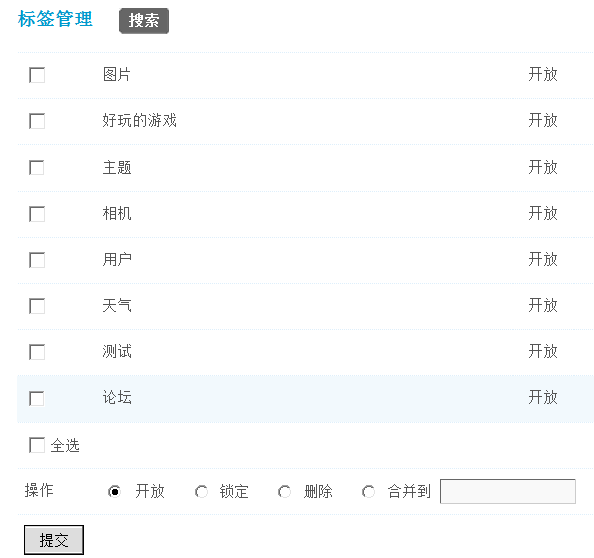 标签管理 搜索
图片 开放
好玩的游戏 开放
主题 开放
相机 开放
用户 开放
天气 开放
测试 开放
论坛 开放
全选
操作 开放 锁定 删除 合并到
提交